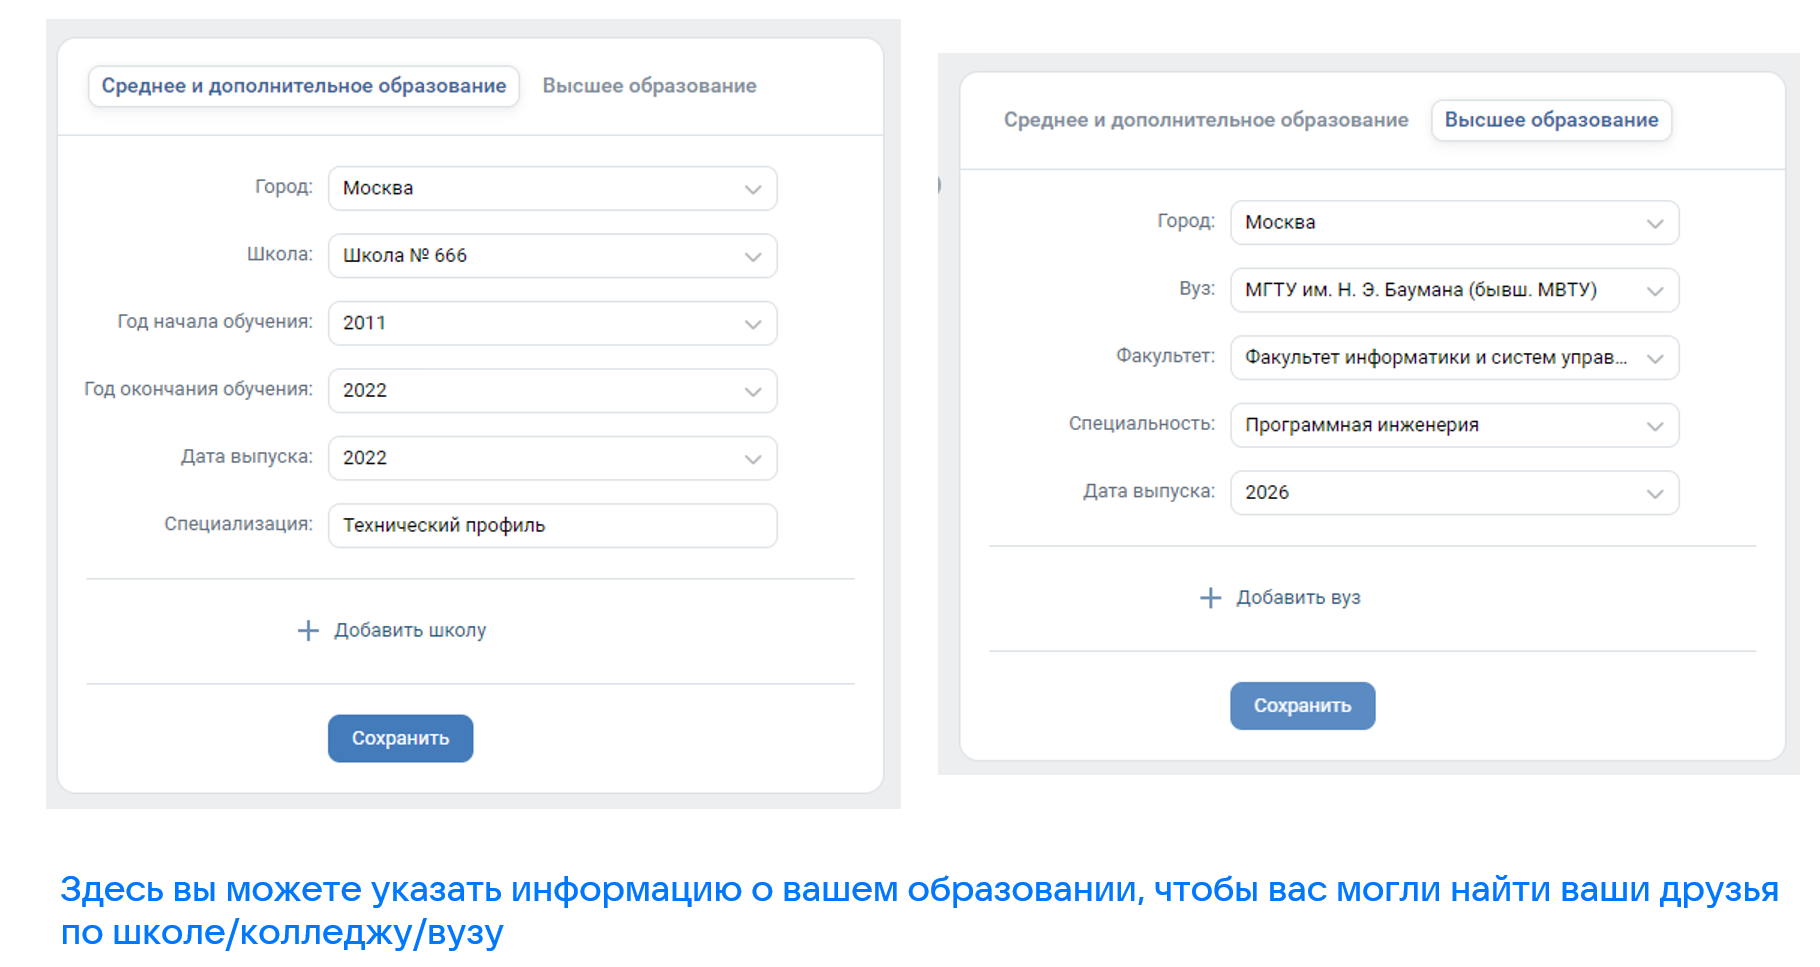 Среднее и дополнительное образование Высшее образование
Город: Москва
Школа: Школа № 666
Год начала обучения: 2011
Год окончания обучения: 2022
Дата выпуска: 2022
Специализация: Технический профиль
Добавить школу
Сохранить
Среднее и дополнительное образование Высшее образование
Город: Москва
Вуз: МГТУ им. Н. Э. Баумана (бывш. МВТУ)
Факультет: Факультет информатики и систем управ...
Специальность: Программная инженерия
Дата выпуска: 2026
Добавить вуз
Сохранить
Здесь вы можете указать информацию о вашем образовании, чтобы вас могли найти ваши друзья
по школе/колледжу/вузу